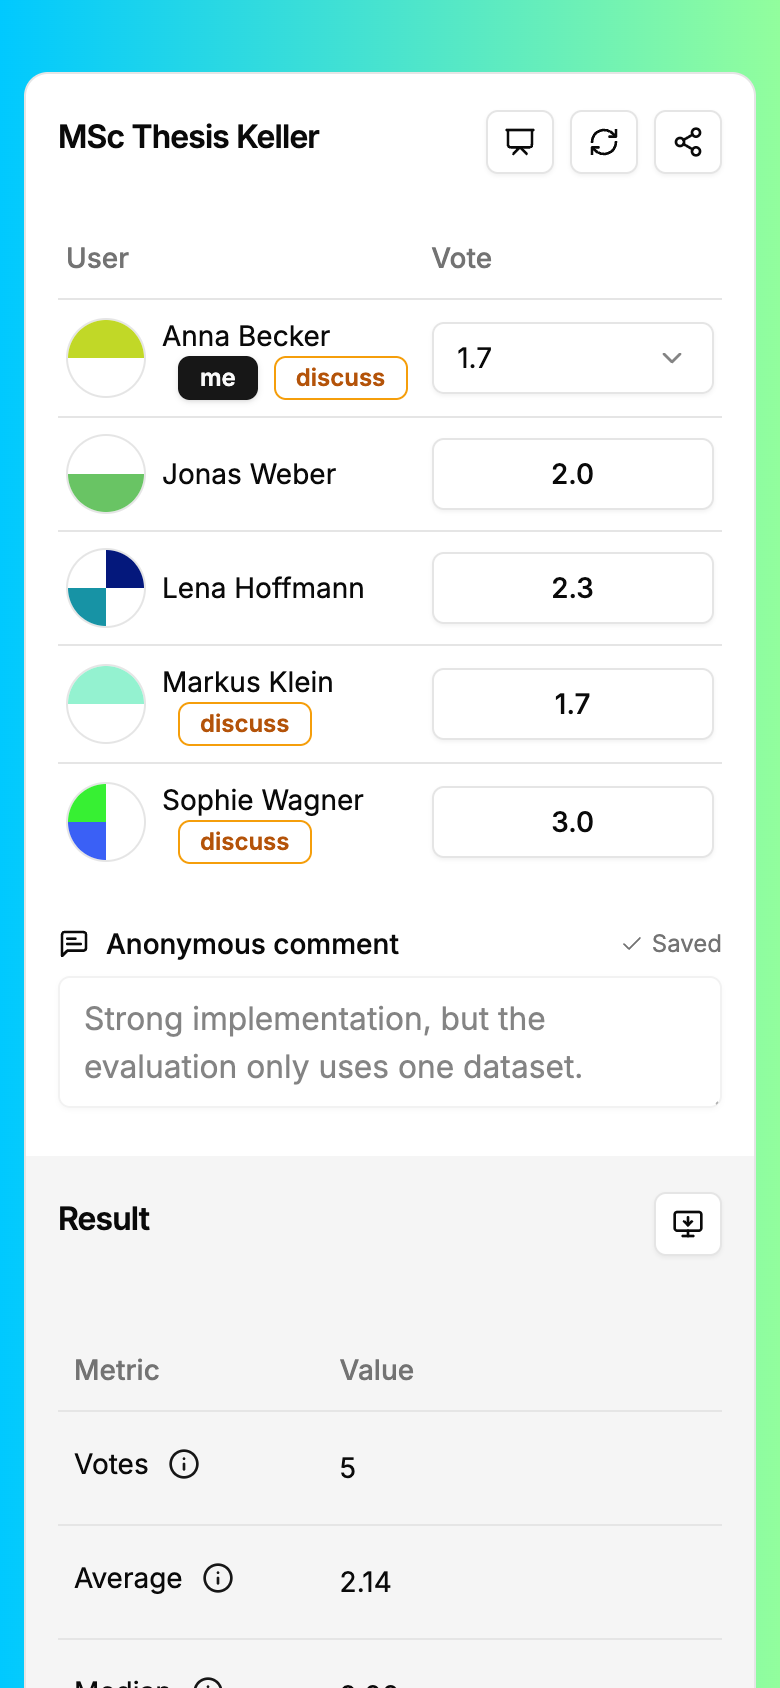 MSc Thesis Keller
User Vote
Anna Becker
me discuss
1.7
Jonas Weber
2.0
Lena Hoffmann
2.3
Markus Klein
discuss
1.7
Sophie Wagner
discuss
3.0
Anonymous comment
Saved
Strong implementation, but the
evaluation only uses one dataset.
Result
Metric Value
Votes 5
Average 2.14